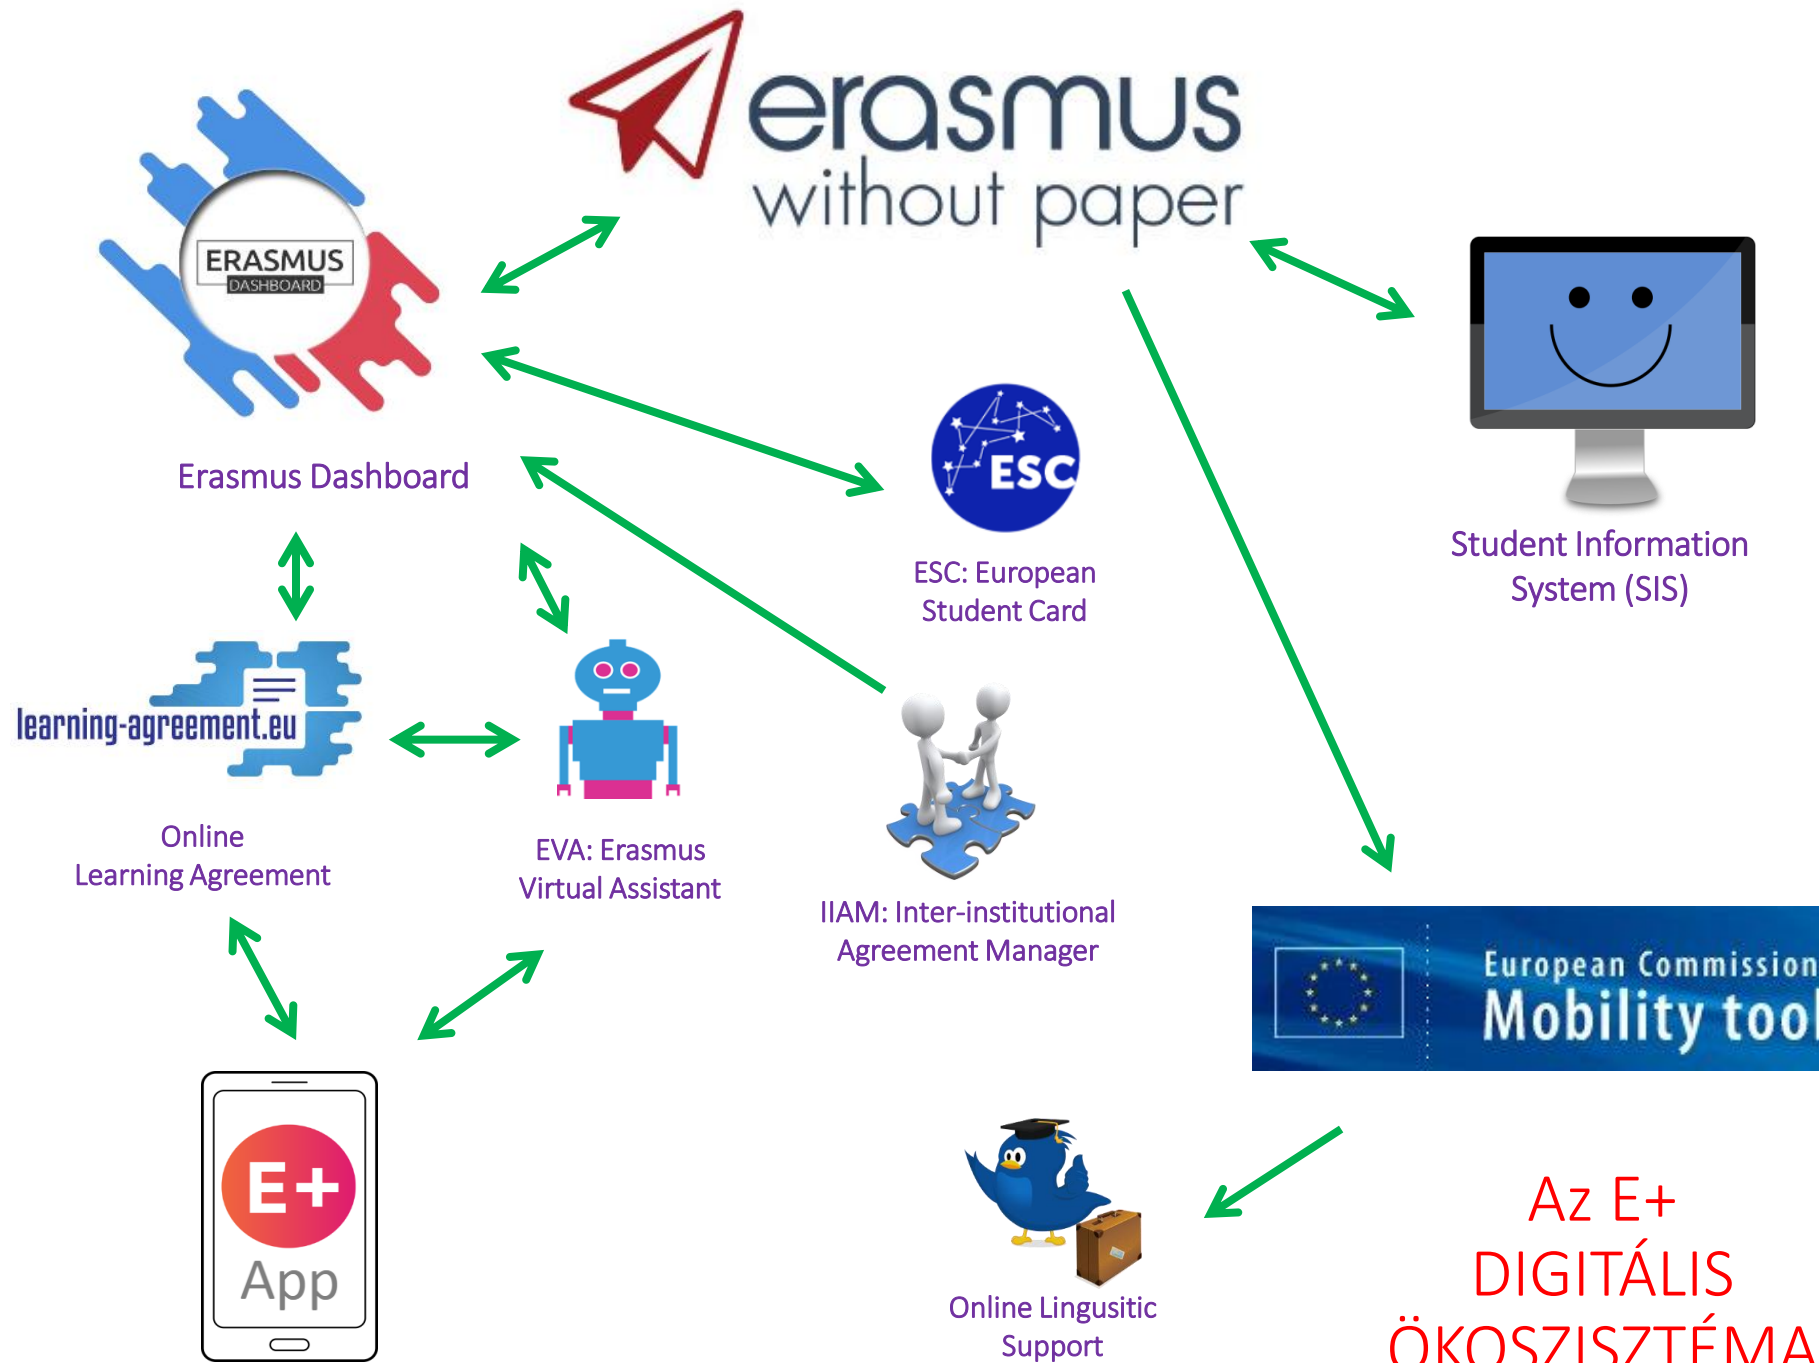 erasmus
without paper
ERASMUS
DASHBOARD
Erasmus Dashboard
ESC
ESC: European
Student Card
Student Information
System (SIS)
learning-agreement.eu
Online
Learning Agreement
EVA: Erasmus
Virtual Assistant
IIAM: Inter-institutional
Agreement Manager
European Commission
Mobility tool
E+
App
Online Lingusitic
Support
Az E+
DIGITÁLIS
ÖKOSZISZTÉMA